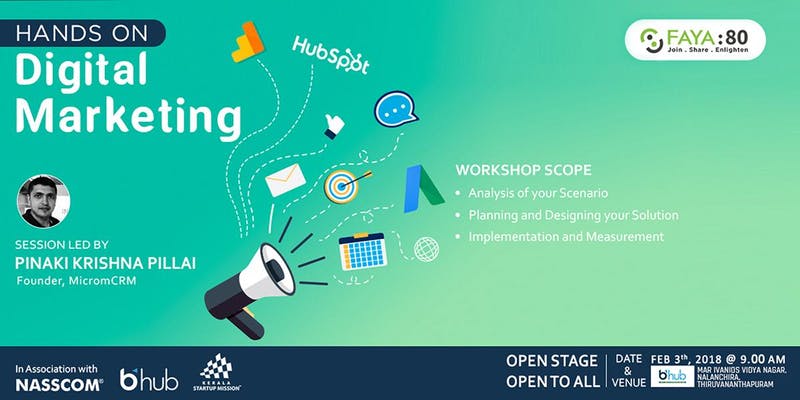 HANDS ON
Digital
Marketing
HubSpot
FAYA:80
Join . Share . Enlighten
WORKSHOP SCOPE
• Analysis of your Scenario
• Planning and Designing your Solution
• Implementation and Measurement
SESSION LED BY
PINAKI KRISHNA PILLAI
Founder, MicromCRM
In Association with
NASSCOM®
bhub
KERALA
STARTUP MISSION
OPEN STAGE
OPEN TO ALL
DATE
&
VENUE
FEB 3rd, 2018 @ 9.00 AM
bhub
MAR IVANIOS VIDYA NAGAR,
NALANCHIRA,
THIRUVANANTHAPURAM